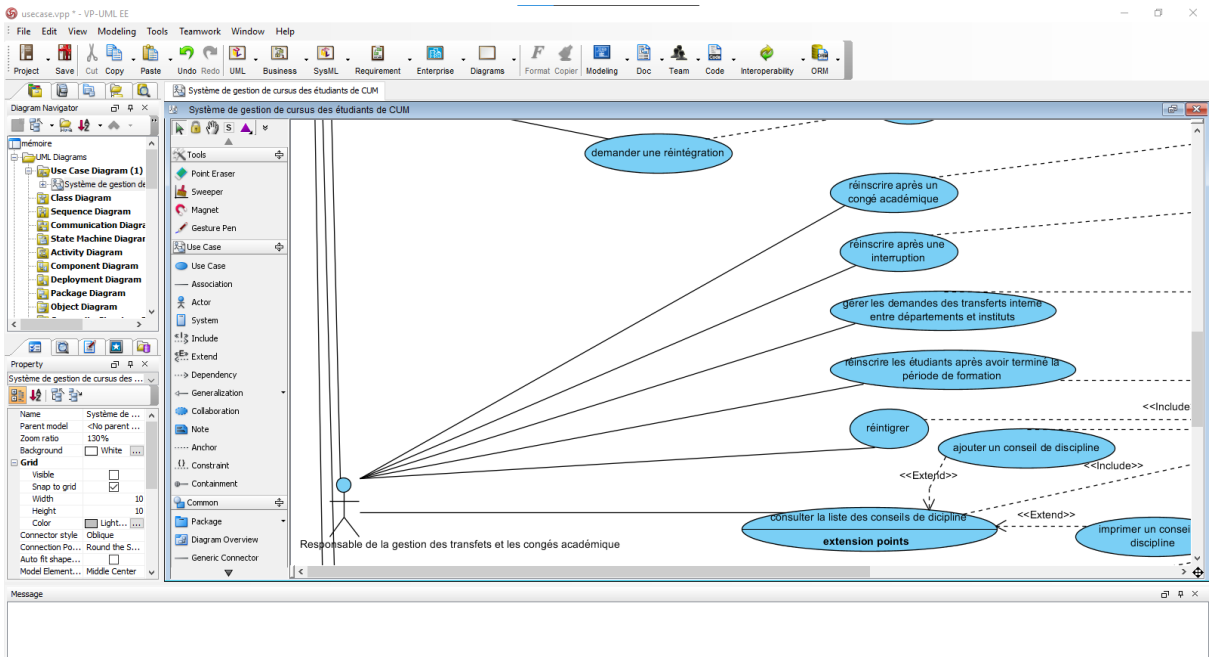 usecase.vpp * - VP-UML EE
File Edit View Modeling Tools Teamwork Window Help
Project Save Cut Copy Paste Undo Redo UML Business SysML Requirement Enterprise Diagrams Format Copier Modeling Doc Team Code Interoperability ORM
Système de gestion de cursus des étudiants de CUM
Diagram Navigator
mémoire
UML Diagrams
Use Case Diagram (1)
Système de gestion de
Class Diagram
Sequence Diagram
Communication Diagra
State Machine Diagrar
Activity Diagram
Component Diagram
Deployment Diagram
Package Diagram
Object Diagram
Property
Système de gestion de cursus des ...
Name Système de ...
Parent model <No parent ...
Zoom ratio 130%
Background White ...
Grid
Visible
Snap to grid
Width 10
Height 10
Color Light... ...
Connector style Oblique
Connection Po... Round the S...
Auto fit shape...
Model Element... Middle Center
Système de gestion de cursus des étudiants de CUM
S
Tools
Point Eraser
Sweeper
Magnet
Gesture Pen
Use Case
Use Case
Association
Actor
System
Include
Extend
Dependency
Generalization
Collaboration
Note
Anchor
Constraint
Containment
Common
Package
Diagram Overview
Generic Connector
demander une réintégration
réinscrire après un
congé académique
réinscrire après une
interruption
gérer les demandes des transferts interne
entre départements et instituts
réinscrire les étudiants après avoir terminé la
période de formation
<<Include
réintigrer
ajouter un conseil de discipline
<<Include>>
<<Extend>>
consulter la liste des conseils de dicipline
extension points
<<Extend>>
imprimer un consei
discipline
Responsable de la gestion des transfets et les congés académique
Message